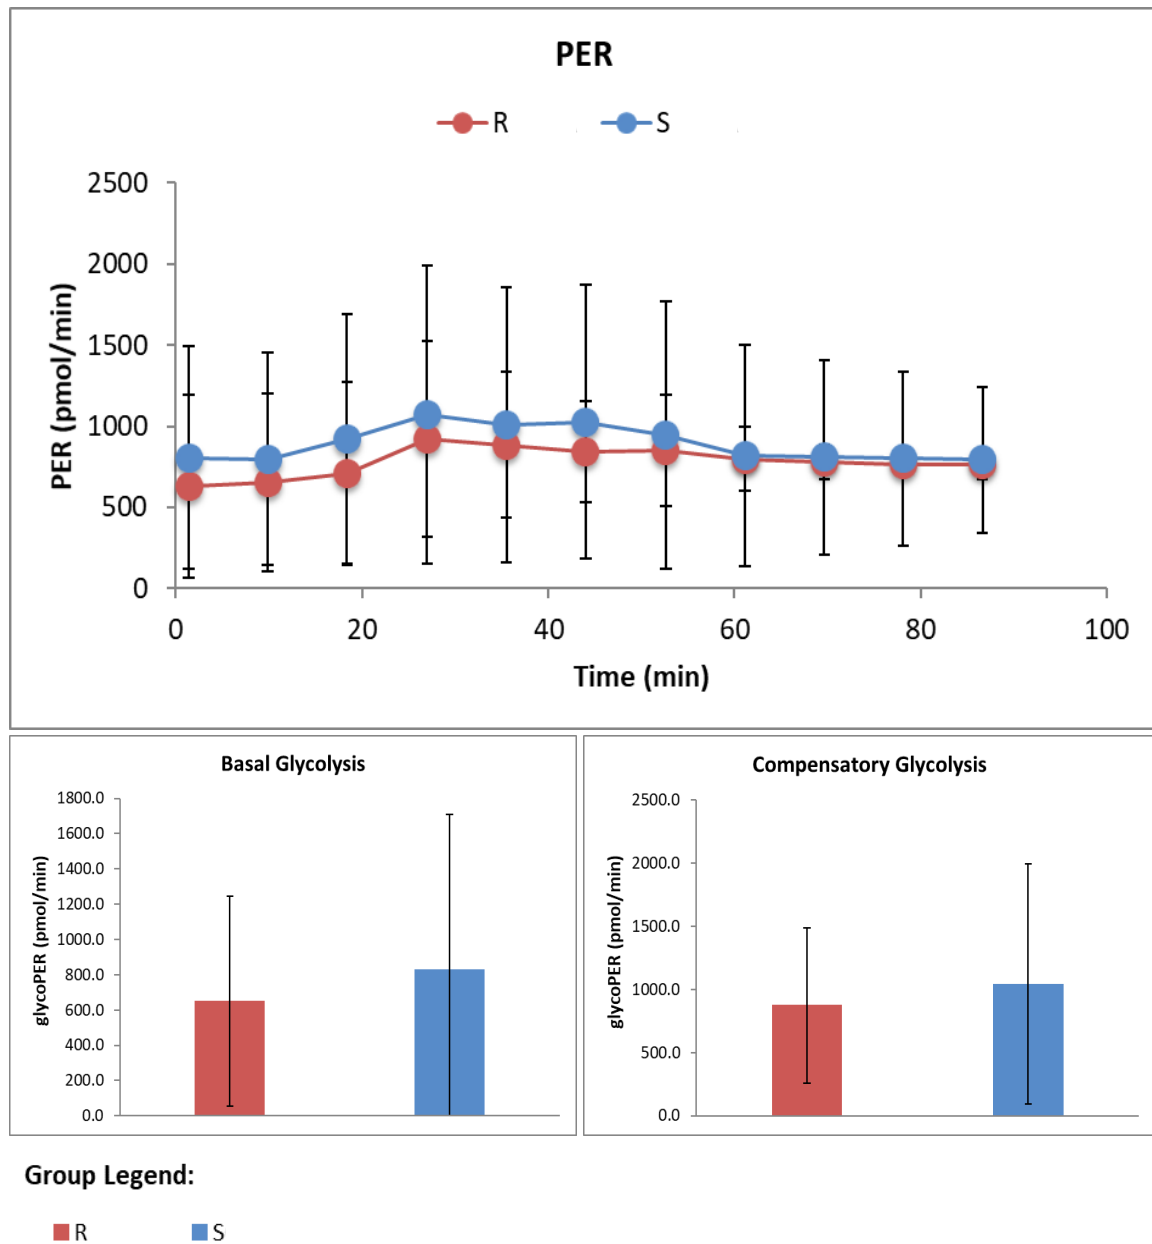 PER
R S
PER (pmol/min)
2500
2000
1500
1000
500
0
0 20 40 60 80 100
Time (min)
Basal Glycolysis
glycoPER (pmol/min)
1800.0
1600.0
1400.0
1200.0
1000.0
800.0
600.0
400.0
200.0
0.0
Compensatory Glycolysis
glycoPER (pmol/min)
2500.0
2000.0
1500.0
1000.0
500.0
0.0
Group Legend:
R S